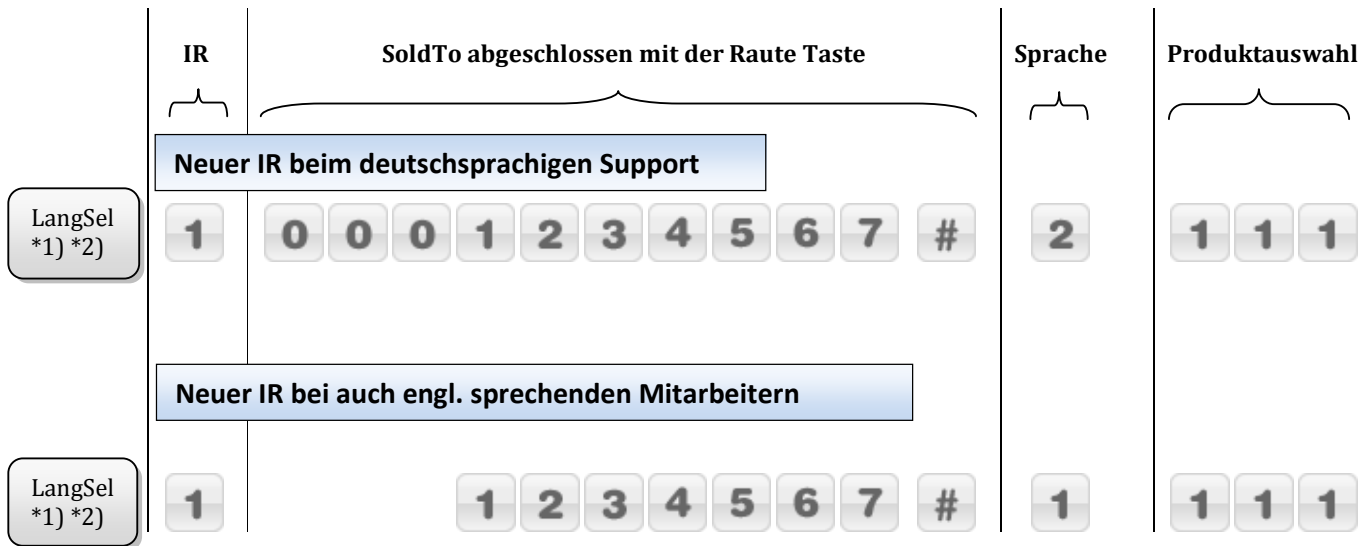 IR SoldTo abgeschlossen mit der Raute Taste Sprache Produktauswahl
Neuer IR beim deutschsprachigen Support
LangSel
*1) *2)
1 0 0 0 1 2 3 4 5 6 7 # 2 1 1 1
Neuer IR bei auch engl. sprechenden Mitarbeitern
LangSel
*1) *2)
1 1 2 3 4 5 6 7 # 1 1 1 1